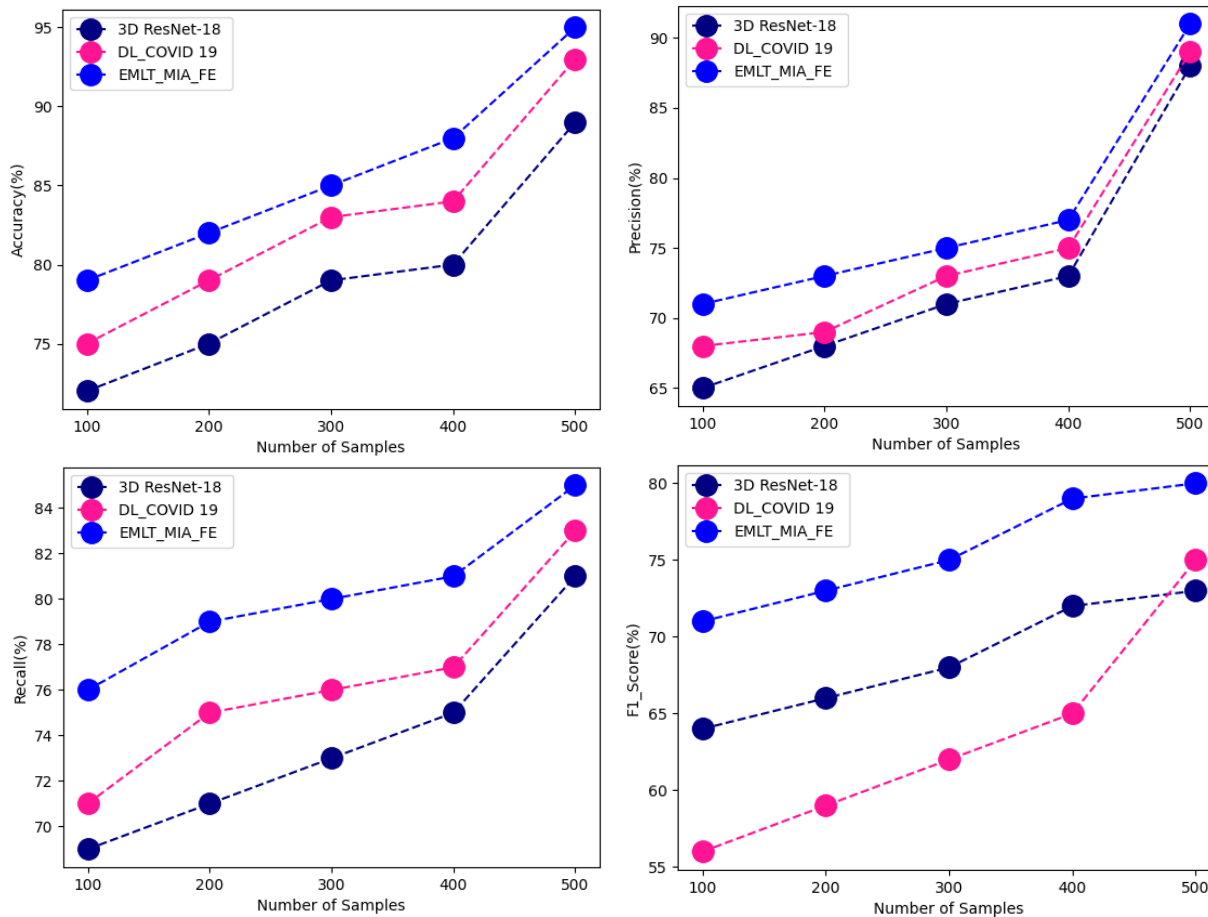 95
90
85
80
75
Accuracy(%)
3D ResNet-18
DL_COVID 19
EMLT_MIA_FE
100 200 300 400 500
Number of Samples
90
85
80
75
70
65
Precision(%)
3D ResNet-18
DL_COVID 19
EMLT_MIA_FE
100 200 300 400 500
Number of Samples
84
82
80
78
76
74
72
70
Recall(%)
3D ResNet-18
DL_COVID 19
EMLT_MIA_FE
100 200 300 400 500
Number of Samples
80
75
70
65
60
55
F1_Score(%)
3D ResNet-18
DL_COVID 19
EMLT_MIA_FE
100 200 300 400 500
Number of Samples